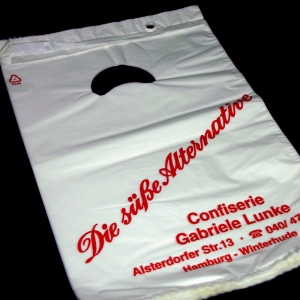 Die süße Alternative
Confiserie
Gabriele Lunke
Alsterdorfer Str.13 · ☎ 040/ 47
Hamburg - Winterhude